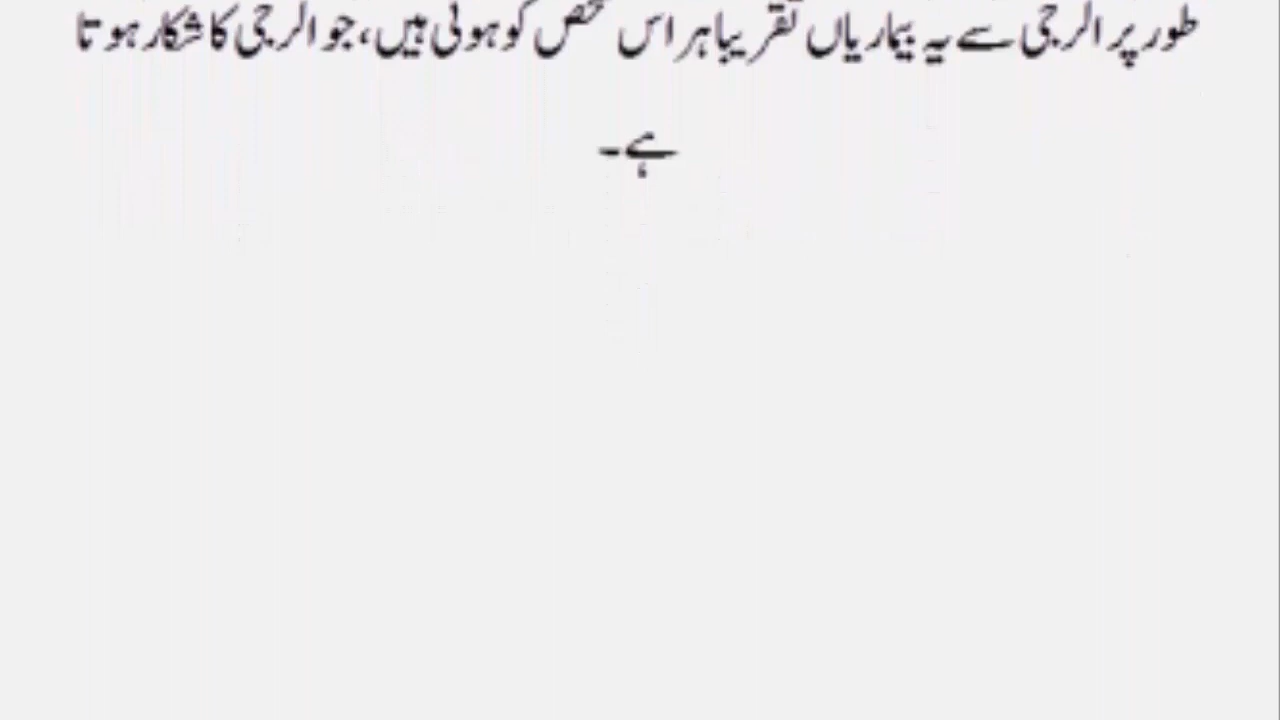 طور پر الرجی سے یہ بیماریاں تقریبا ہر اس شخص کو ہوتی ہیں، جو الرجی کا شکار ہوتا
ہے۔